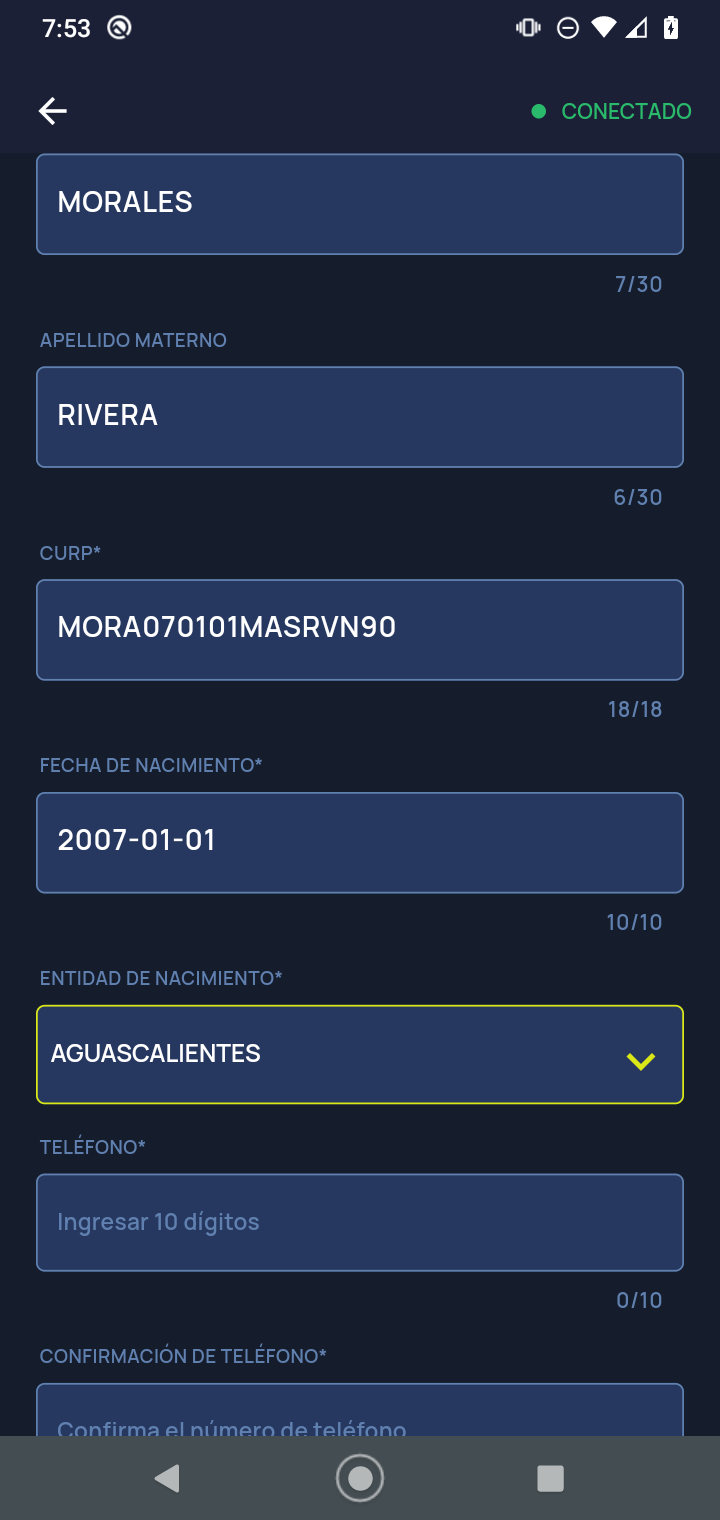 7:53
CONECTADO
MORALES
7/30
APELLIDO MATERNO
RIVERA
6/30
CURP*
MORA070101MASRVN90
18/18
FECHA DE NACIMIENTO*
2007-01-01
10/10
ENTIDAD DE NACIMIENTO*
AGUASCALIENTES
TELÉFONO*
Ingresar 10 dígitos
0/10
CONFIRMACIÓN DE TELÉFONO*
Confirma el número de teléfono